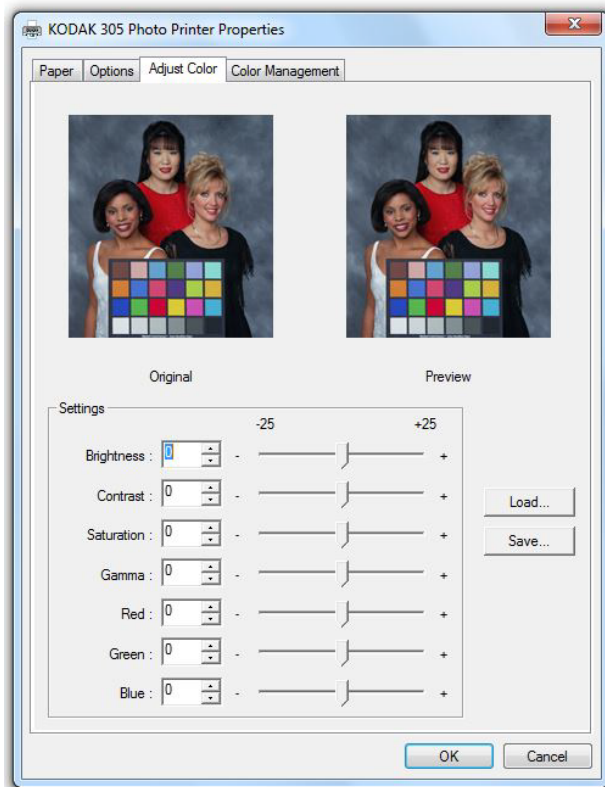 KODAK 305 Photo Printer Properties
Paper Options Adjust Color Color Management
Original Preview
Settings
-25 +25
Brightness : 0 - +
Contrast : 0 - +
Saturation : 0 - +
Gamma : 0 - +
Red : 0 - +
Green : 0 - +
Blue : 0 - +
Load...
Save...
OK Cancel